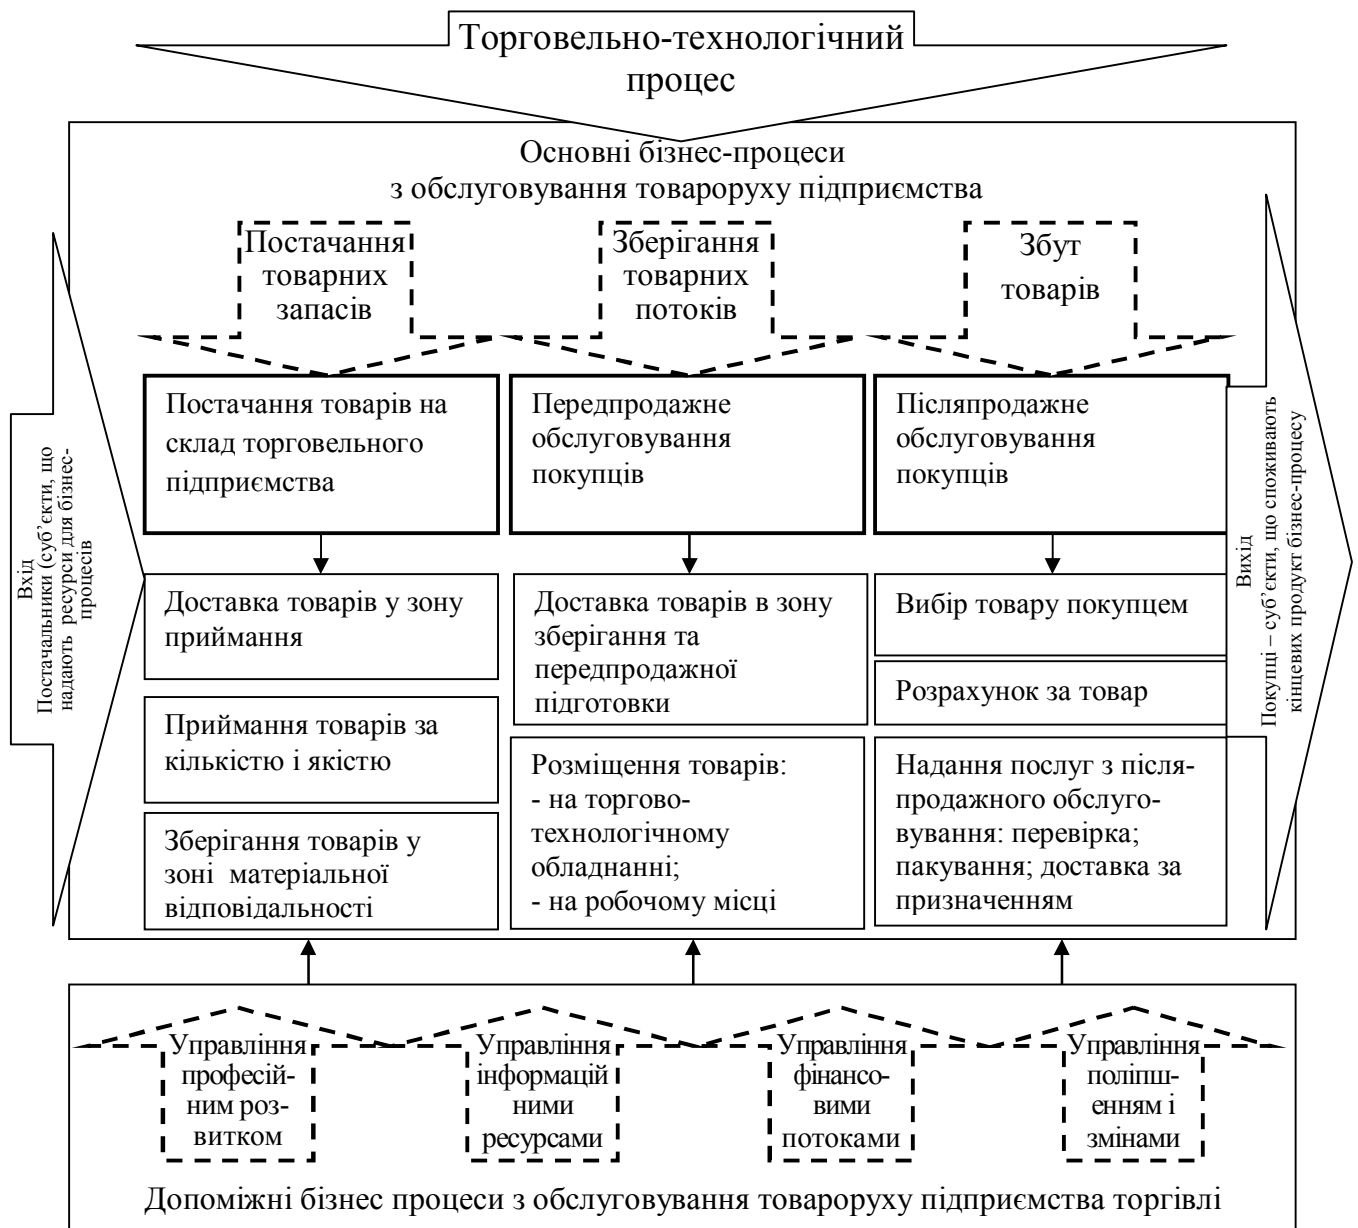 Торговельно-технологічний
процес
Основні бізнес-процеси
з обслуговування товароруху підприємства
Постачання
товарних
запасів
Зберігання
товарних
потоків
Збут
товарів
Вхід
Постачальники (суб’єкти, що
надають ресурси для бізнес-
процесів
Постачання товарів на
склад торговельного
підприємства
Передпродажне
обслуговування
покупців
Післяпродажне
обслуговування
покупців
Доставка товарів у зону
приймання
Приймання товарів за
кількістю і якістю
Зберігання товарів у
зоні матеріальної
відповідальності
Доставка товарів в зону
зберігання та
передпродажної
підготовки
Розміщення товарів:
- на торгово-
технологічному
обладнанні;
- на робочому місці
Вибір товару покупцем
Розрахунок за товар
Надання послуг з після-
продажного обслуго-
вування: перевірка;
пакування; доставка за
призначенням
Вихід
Покупці – суб’єкти, що споживають
кінцевих продукт бізнес-процесу
Управління
професій-
ним роз-
витком
Управління
інформацій
ними
ресурсами
Управління
фінансо-
вими
потоками
Управління
поліпш-
енням і
змінами
Допоміжні бізнес процеси з обслуговування товароруху підприємства торгівлі